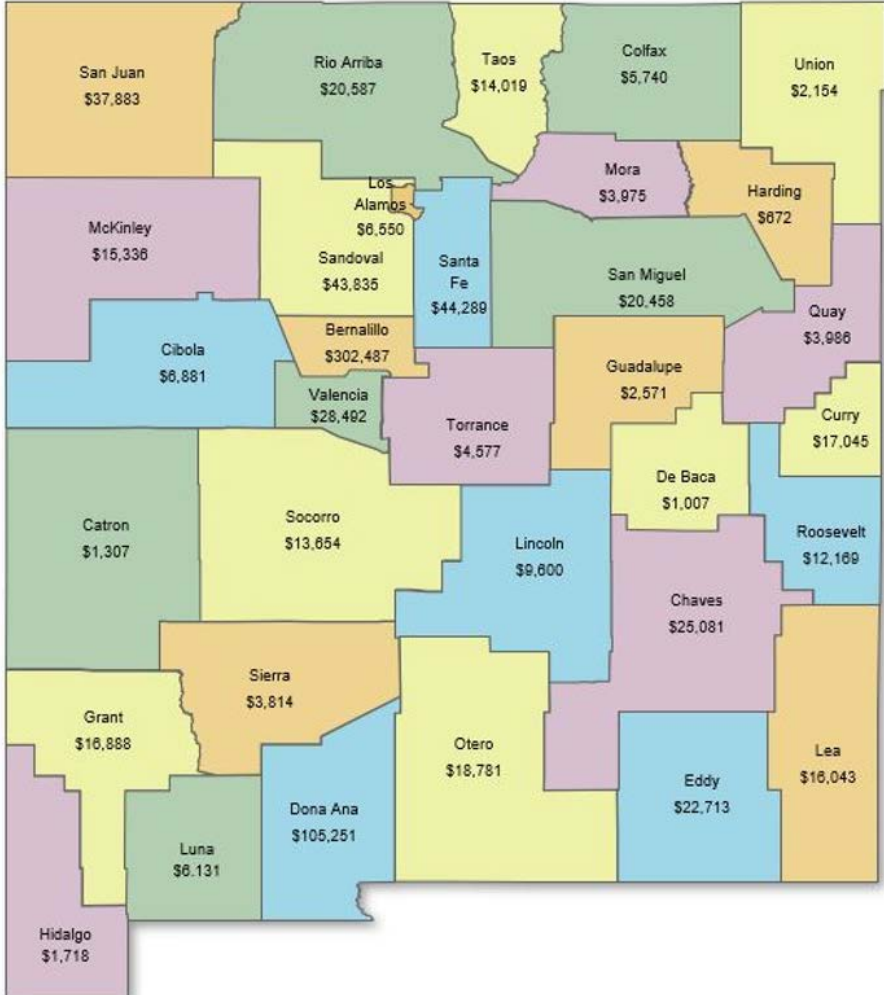 San Juan
$37,883
Rio Arriba
$20,587
Taos
$14,019
Colfax
$5,740
Union
$2,154
McKinley
$15,336
Los
Alamos
$6,550
Sandoval
$43,835
Santa
Fe
$44,289
Mora
$3,975
Harding
$672
San Miguel
$20,458
Quay
$3,986
Cibola
$6,881
Bernalillo
$302,487
Valencia
$28,492
Torrance
$4,577
Guadalupe
$2,571
Curry
$17,045
De Baca
$1,007
Roosevelt
$12,169
Catron
$1,307
Socorro
$13,654
Lincoln
$9,600
Chaves
$25,081
Sierra
$3,814
Grant
$16,888
Otero
$18,781
Lea
$16,043
Eddy
$22,713
Dona Ana
$105,251
Luna
$6.131
Hidalgo
$1,718